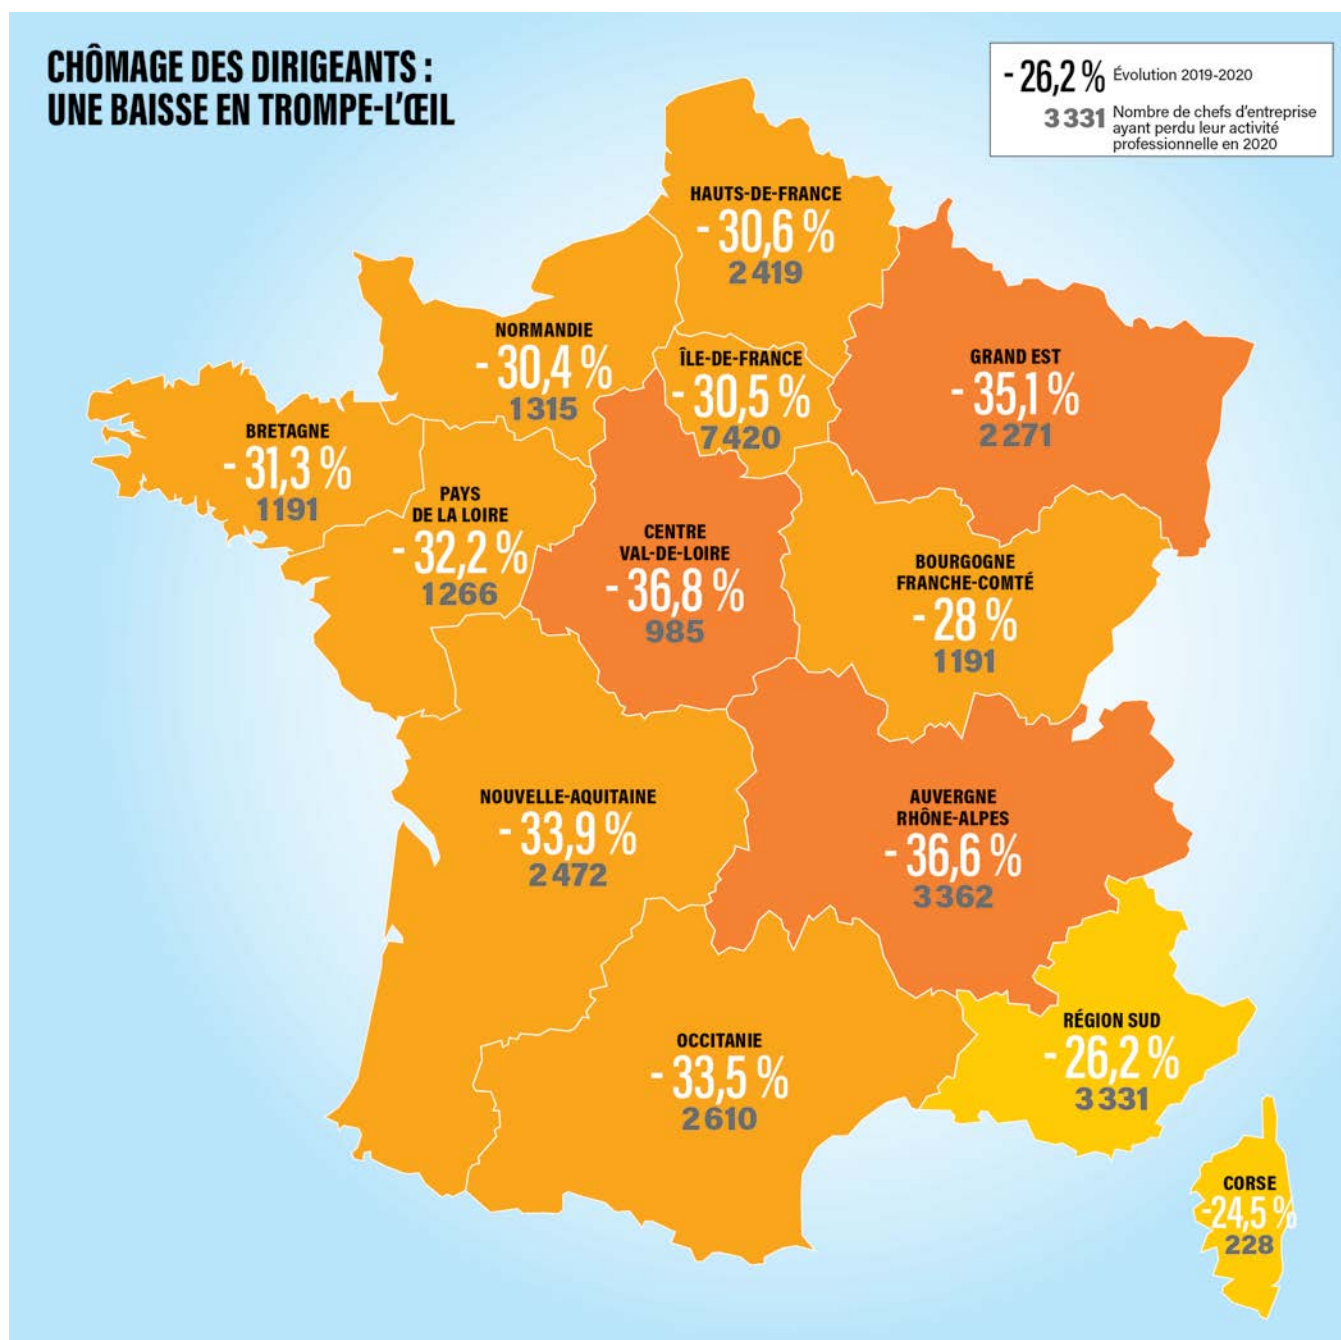 CHÔMAGE DES DIRIGEANTS :
UNE BAISSE EN TROMPE-L'ŒIL
- 26,2 % Évolution 2019-2020
3 331 Nombre de chefs d'entreprise
ayant perdu leur activité
professionnelle en 2020
HAUTS-DE-FRANCE
- 30,6 %
2 419
NORMANDIE
- 30,4 %
1 315
ÎLE-DE-FRANCE
- 30,5 %
7 420
GRAND EST
- 35,1 %
2 271
BRETAGNE
- 31,3 %
1 191
PAYS
DE LA LOIRE
- 32,2 %
1 266
CENTRE
VAL-DE-LOIRE
- 36,8 %
985
BOURGOGNE
FRANCHE-COMTÉ
- 28 %
1 191
NOUVELLE-AQUITAINE
- 33,9 %
2 472
AUVERGNE
RHÔNE-ALPES
- 36,6 %
3 362
OCCITANIE
- 33,5 %
2 610
RÉGION SUD
- 26,2 %
3 331
CORSE
-24,5 %
228